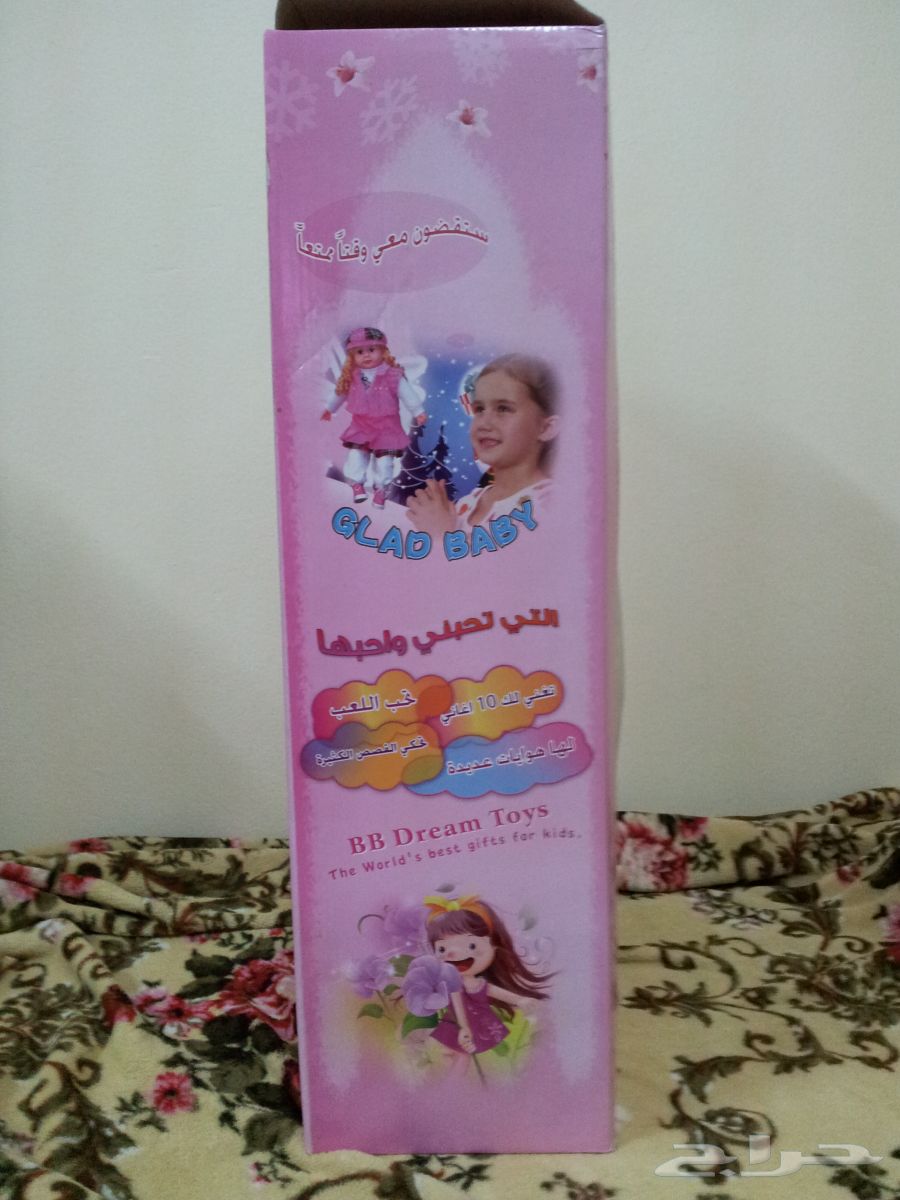 ستقضون معي وقتاً ممتعاً
GLAD BABY
التي تحبني واحبها
تغني لك 10 اغاني
تحب اللعب
لها هوايات عديدة
تحكي القصص الكثيرة
BB Dream Toys
The World's best gifts for kids.
حراج